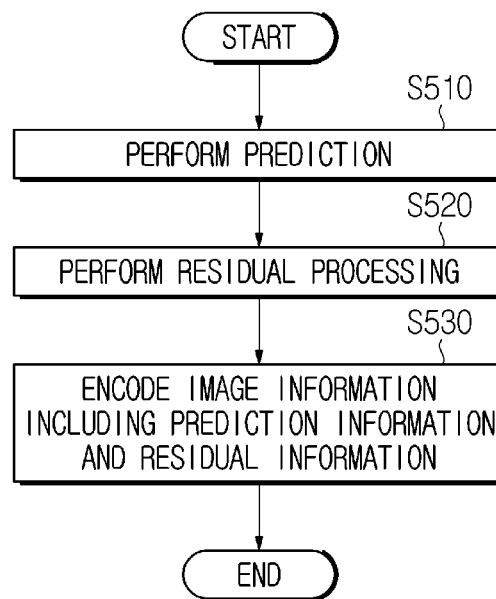 START
S510
PERFORM PREDICTION
S520
PERFORM RESIDUAL PROCESSING
S530
ENCODE IMAGE INFORMATION
INCLUDING PREDICTION INFORMATION
AND RESIDUAL INFORMATION
END